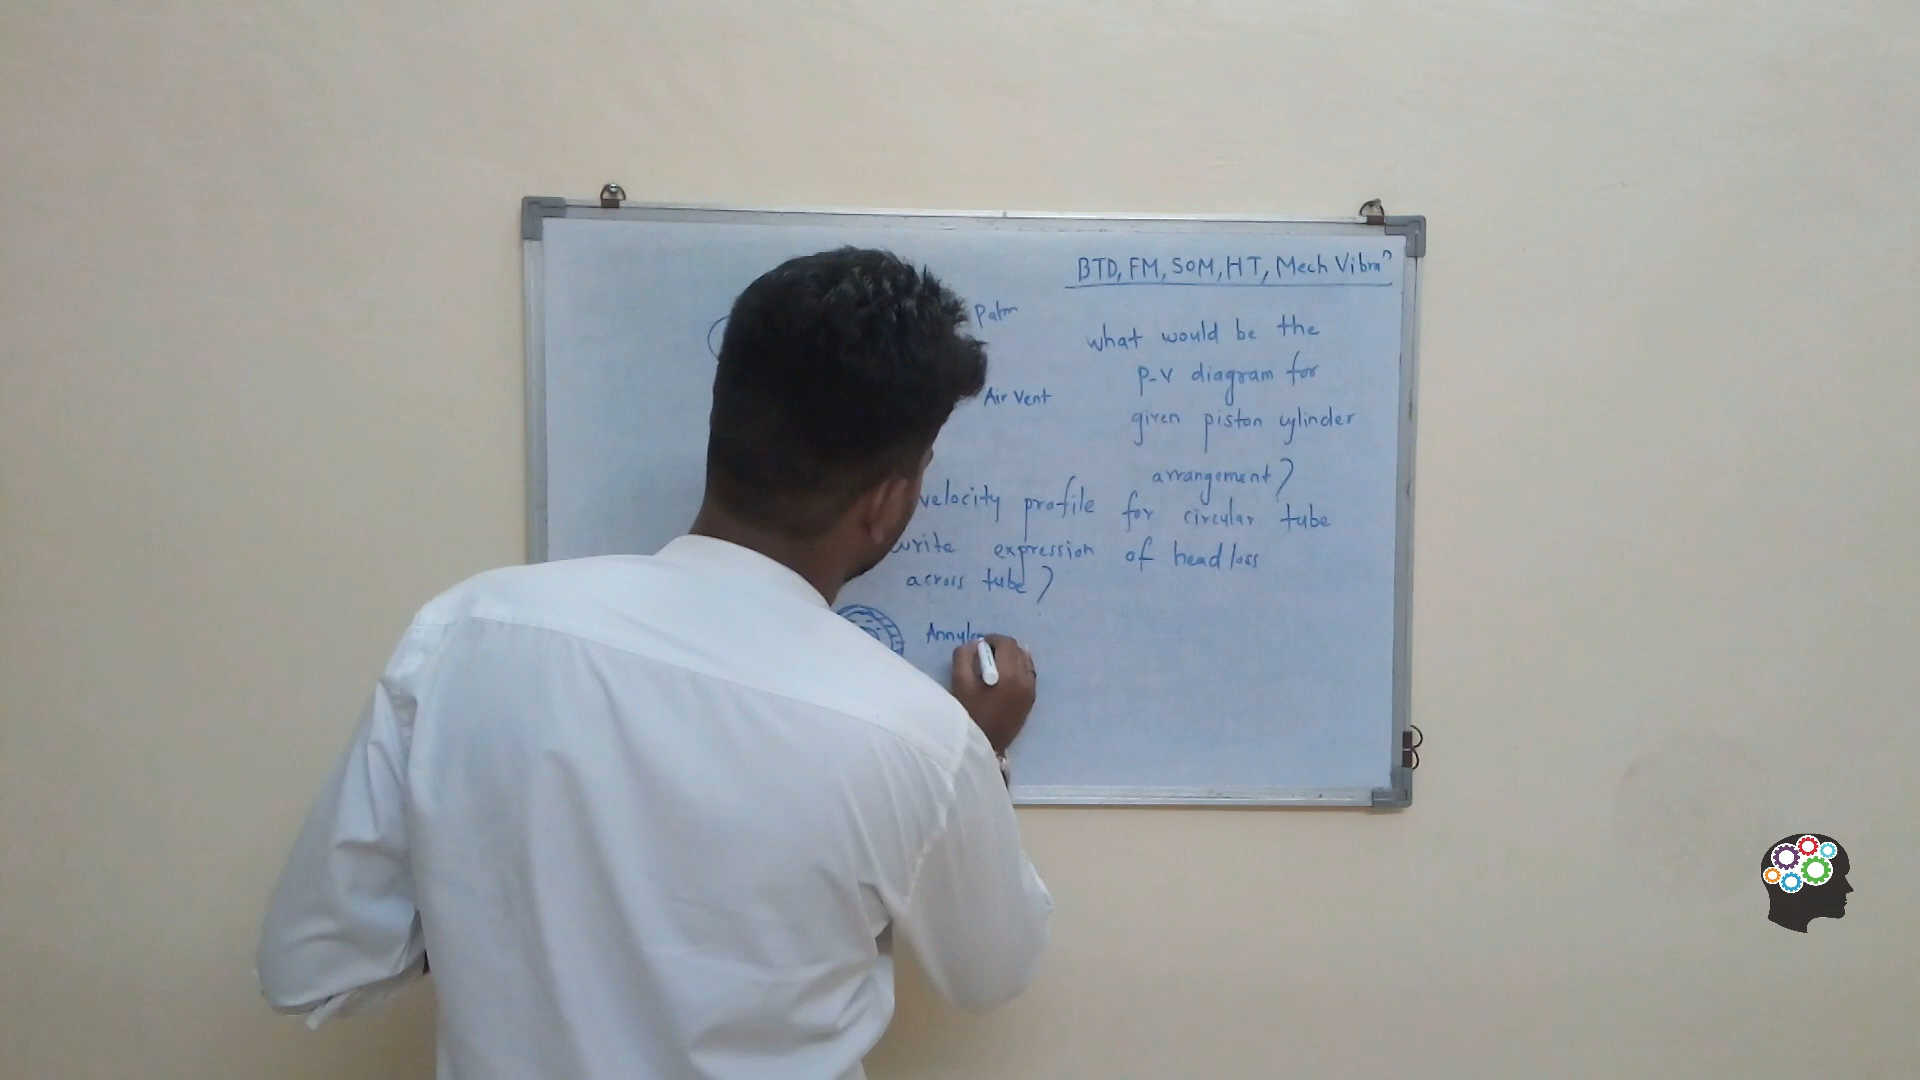 BTD, FM, SOM, HT, Mech Vibraⁿ
Patm
what would be the
P-V diagram for
Air Vent
given piston cylinder
arrangement?
velocity profile for circular tube
write expression of head loss
across tube?